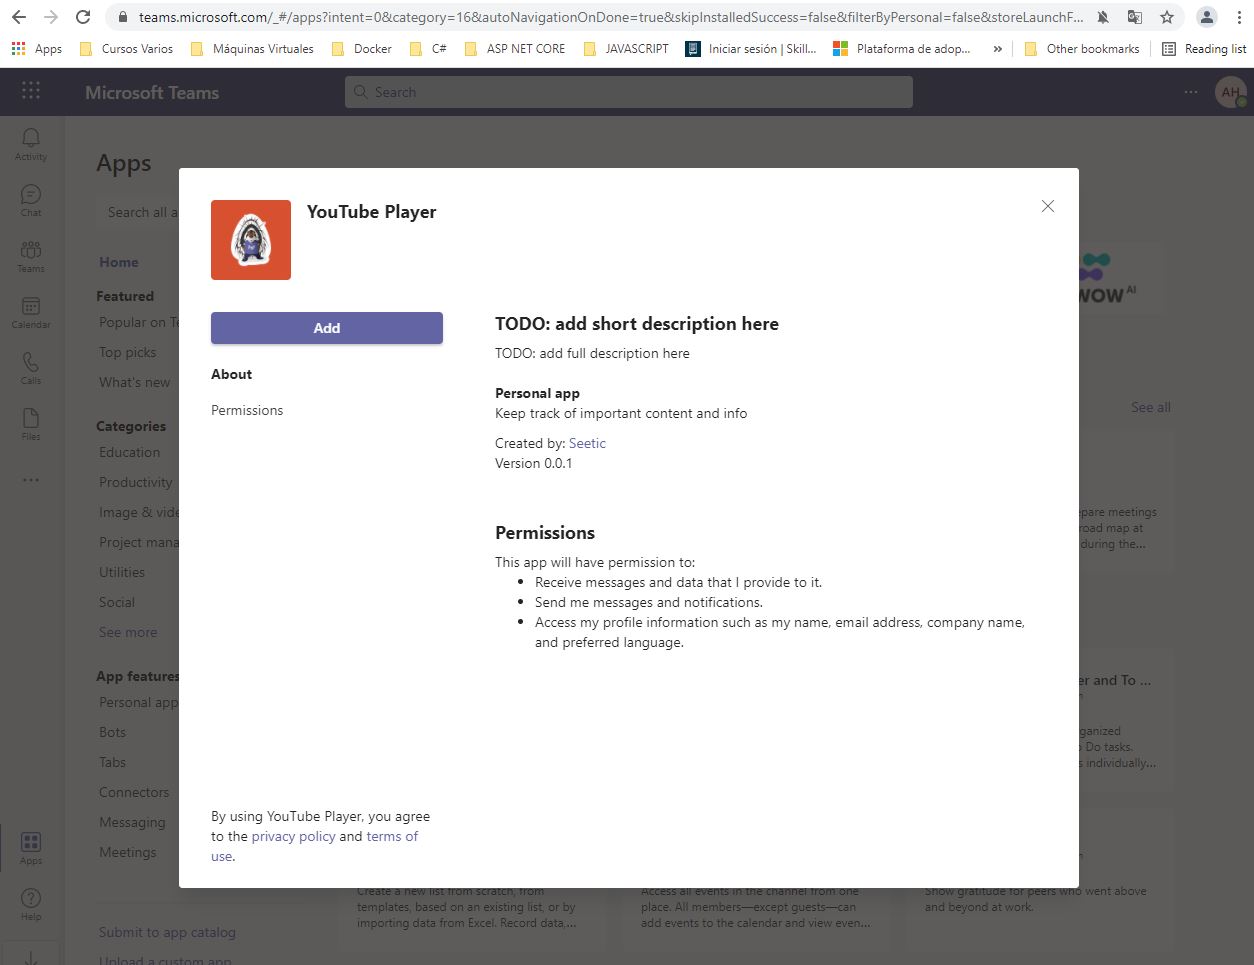 teams.microsoft.com/_#/apps?intent=0&category=16&autoNavigationOnDone=true&skipInstalledSuccess=false&filterByPersonal=false&storeLaunchF...
Apps Cursos Varios Máquinas Virtuales Docker C# ASP NET CORE JAVASCRIPT Iniciar sesión | Skill... Plataforma de adop... » Other bookmarks Reading list
Microsoft Teams
Search
AH
Activity
Chat
Teams
Calendar
Calls
Files
Apps
Help
Apps
Search all a
Home
Featured
Popular on Te
Top picks
What's new
Categories
Education
Productivity
Image & vide
Project mana
Utilities
Social
See more
App features
Personal app
Bots
Tabs
Connectors
Messaging
Meetings
Submit to app catalog
Upload a custom app
YouTube Player
Add
About
Permissions
TODO: add short description here
TODO: add full description here
Personal app
Keep track of important content and info
Created by: Seetic
Version 0.0.1
Permissions
This app will have permission to:
• Receive messages and data that I provide to it.
• Send me messages and notifications.
• Access my profile information such as my name, email address, company name,
and preferred language.
By using YouTube Player, you agree
to the privacy policy and terms of
use.
WOW AI
See all
epare meetings
road map at
during the...
er and To ...
ganized
Do tasks.
s individually...
Create a new list from scratch, from
templates, based on an existing list, or by
importing data from Excel. Record data,...
Access all events in the channel from one
place. All members—except guests—can
add events to the calendar and view even...
Show gratitude for peers who went above
and beyond at work.